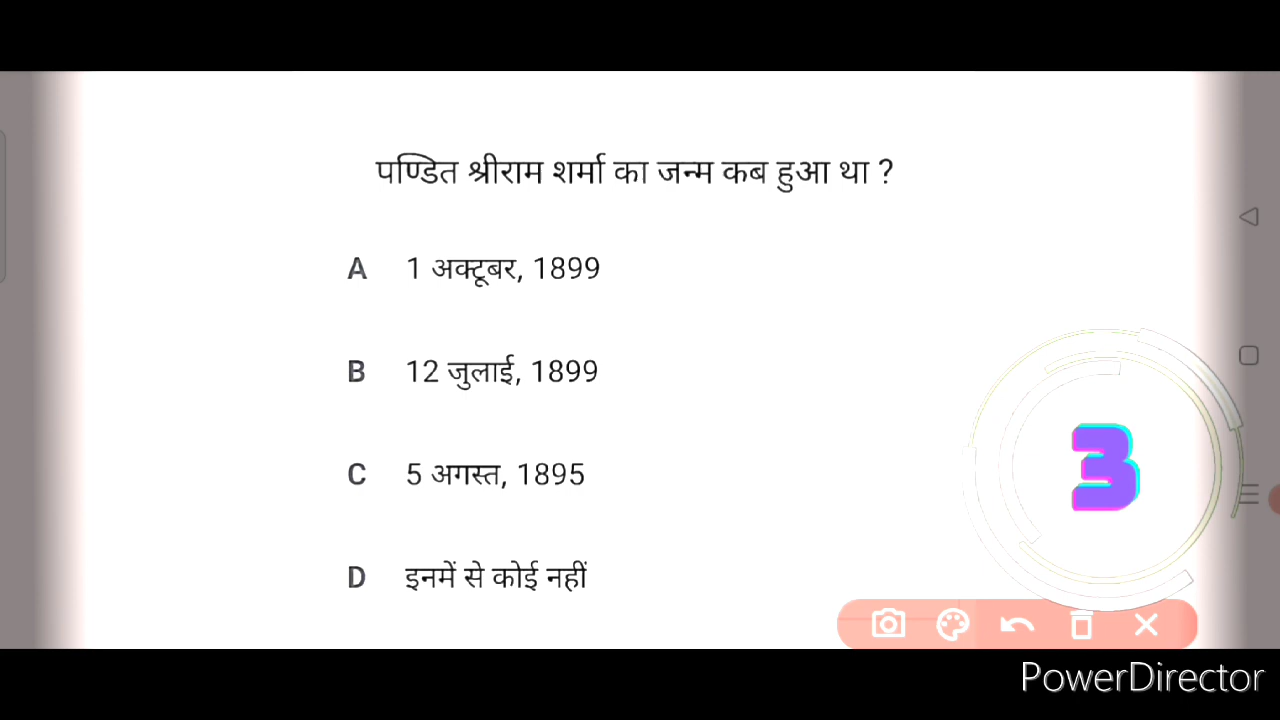 पण्डित श्रीराम शर्मा का जन्म कब हुआ था ?
A 1 अक्टूबर, 1899
B 12 जुलाई, 1899
C 5 अगस्त, 1895
3
D इनमें से कोई नहीं
PowerDirector